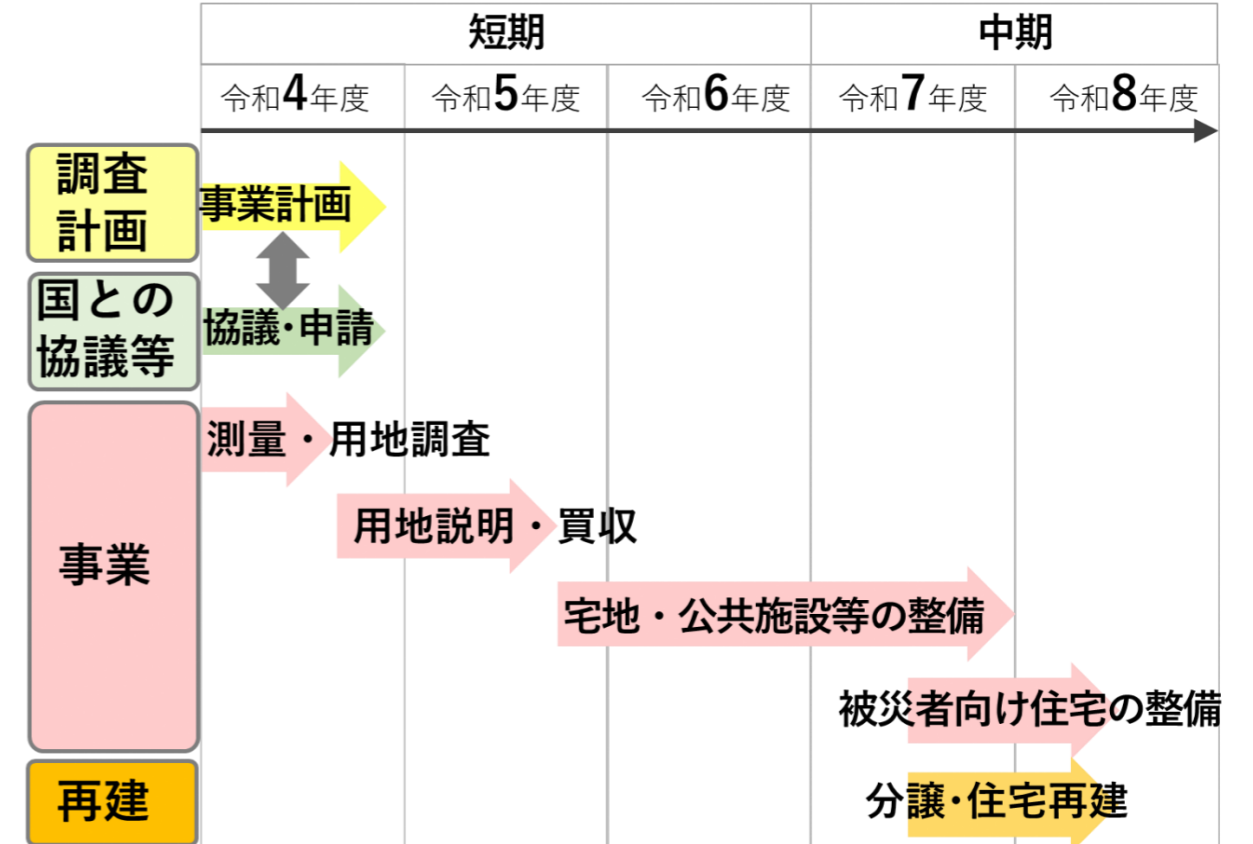 短期
中期
令和4年度
令和5年度
令和6年度
令和7年度
令和8年度
調査
計画
事業計画
国との
協議等
協議・申請
事業
測量・用地調査
用地説明・買収
宅地・公共施設等の整備
被災者向け住宅の整備
再建
分譲・住宅再建